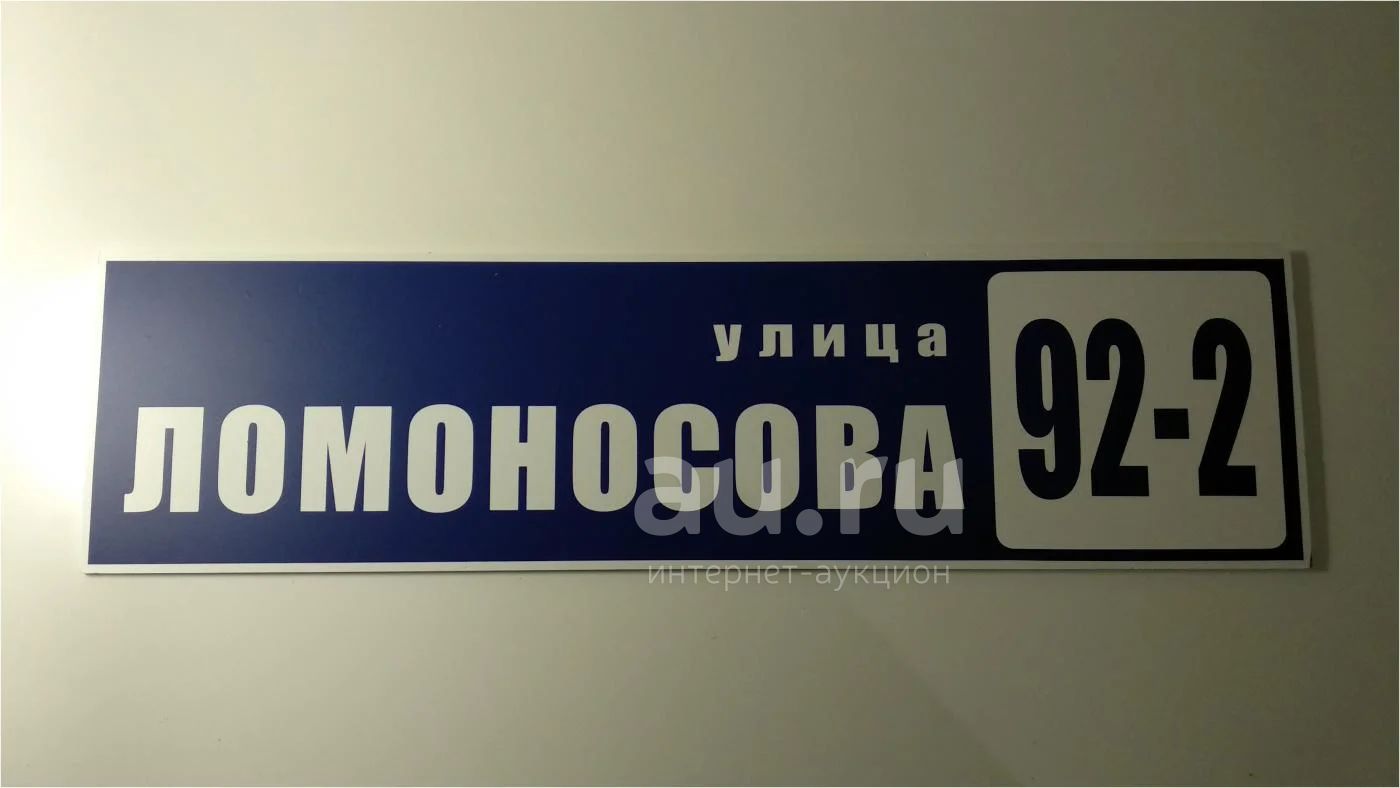 улица
ЛОМОНОСОВА
92-2
au.ru
интернет-аукцион